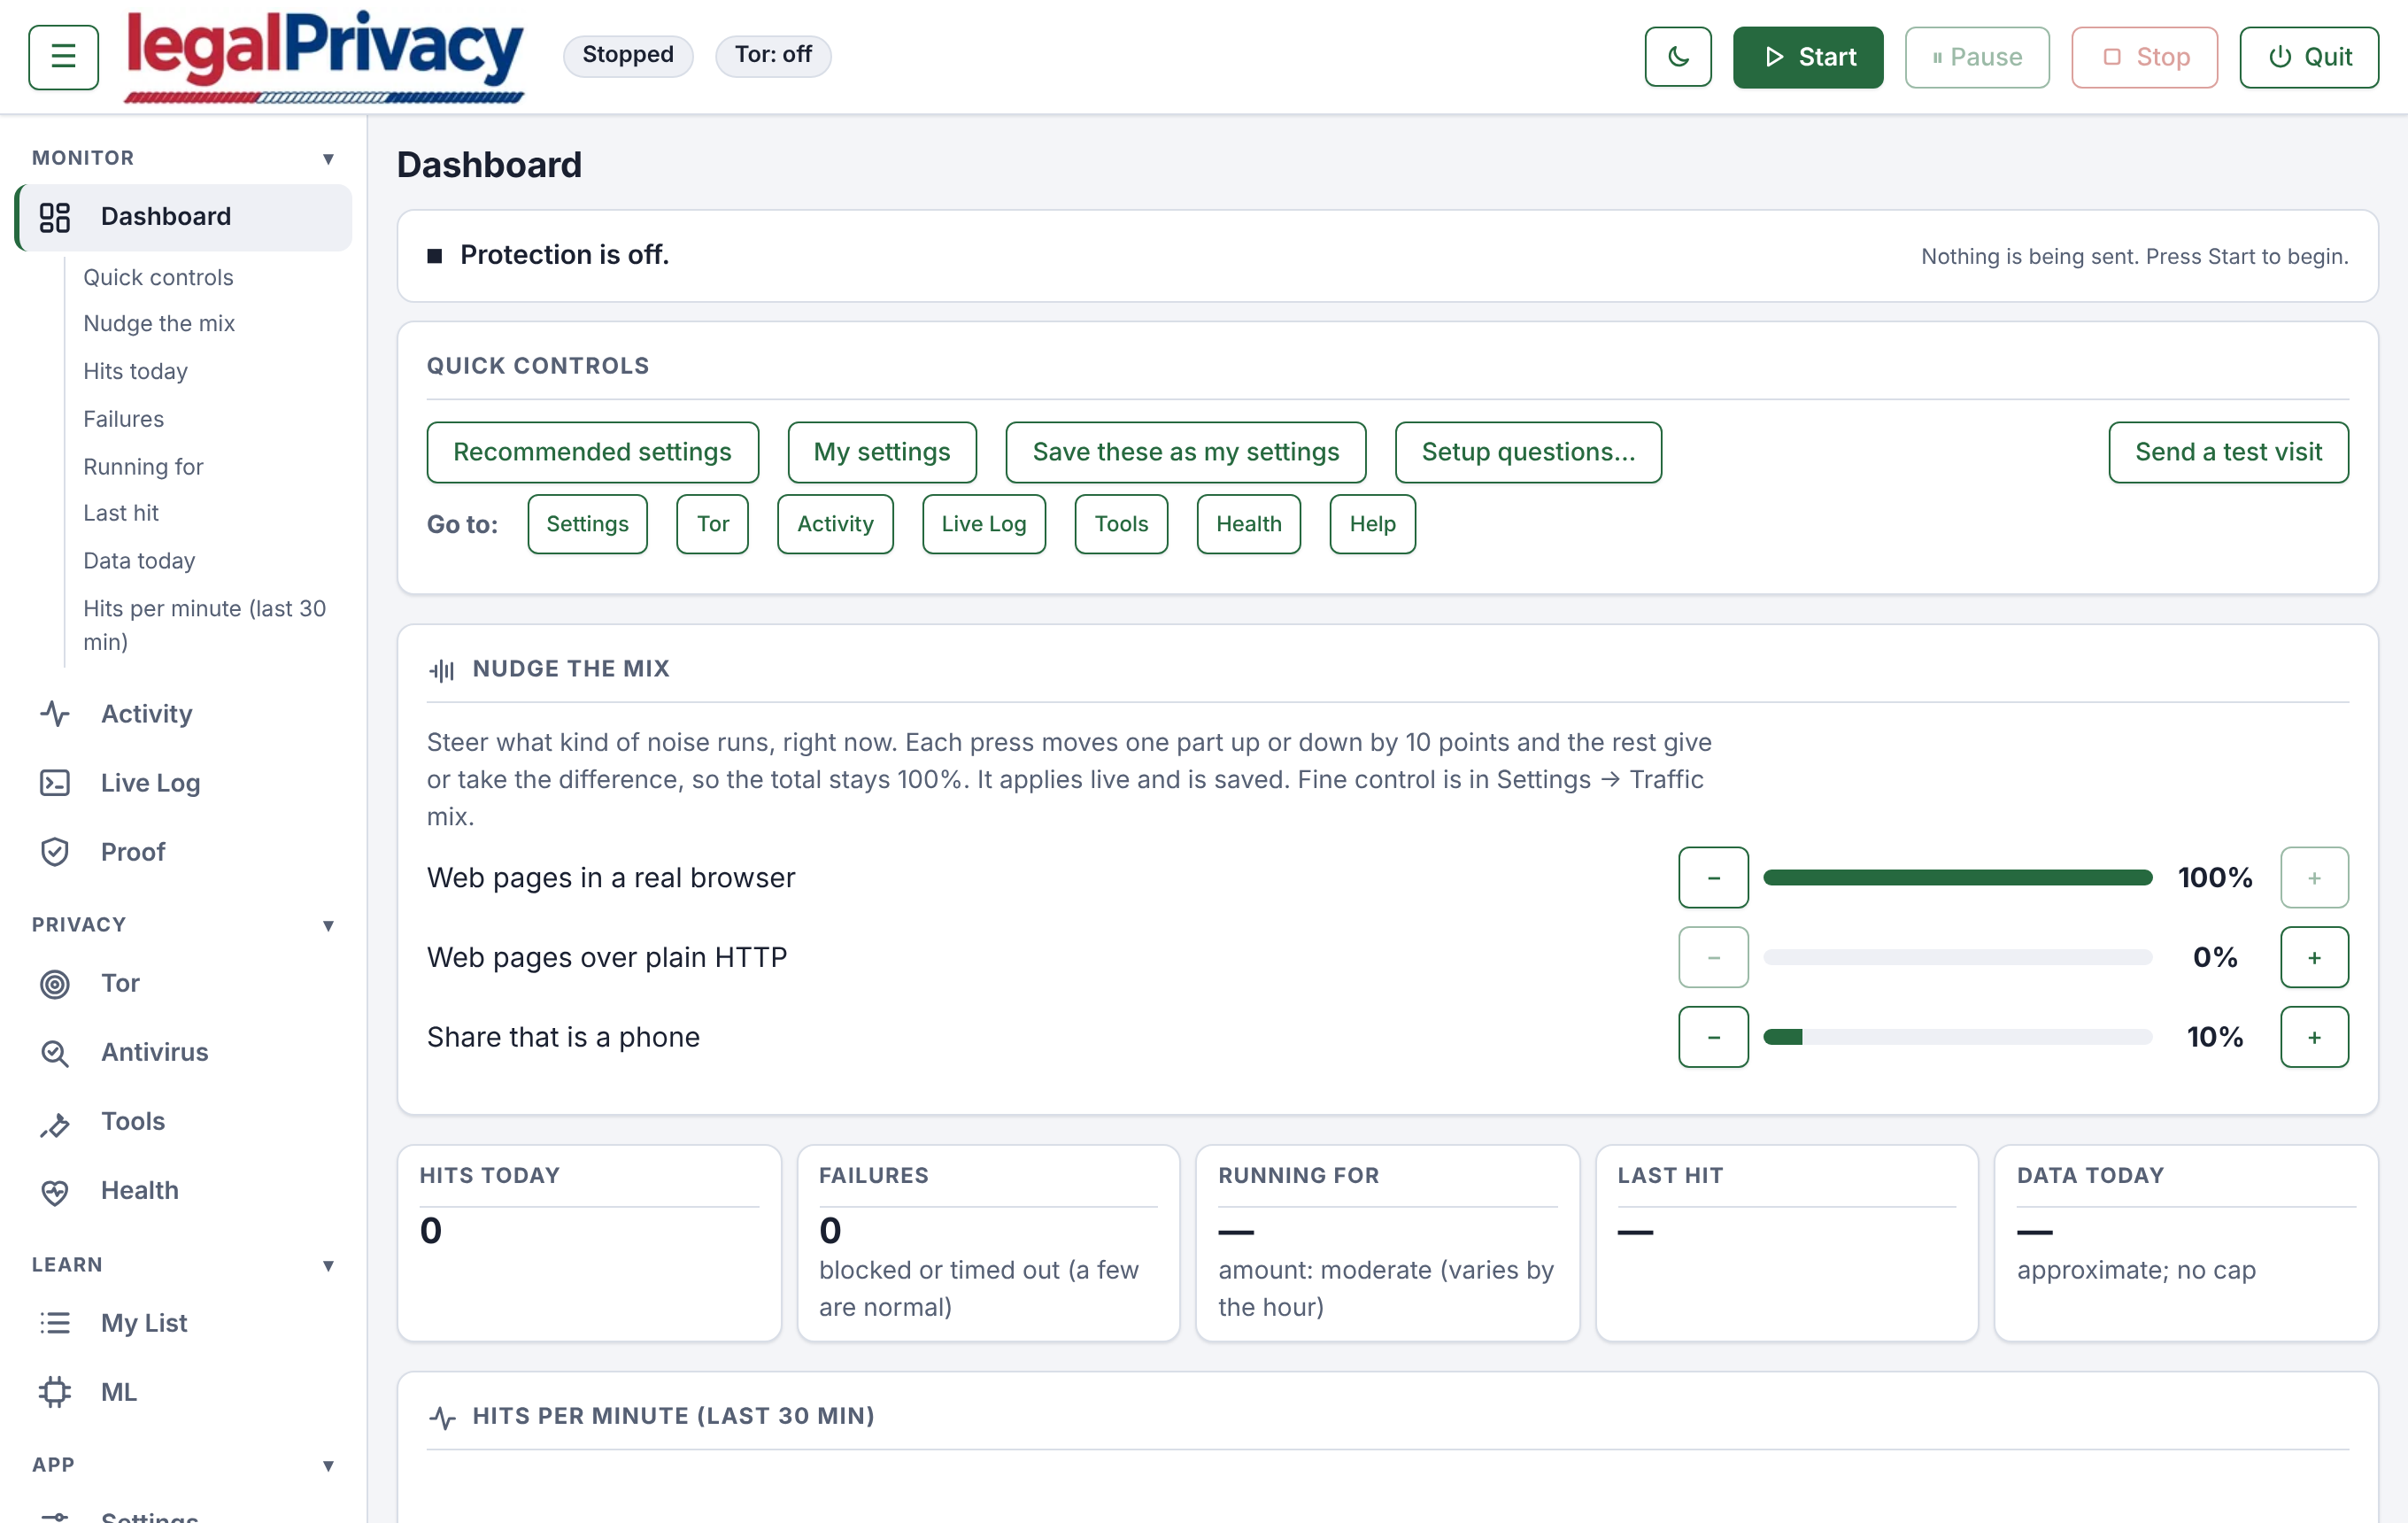 legalPrivacy
Stopped
Tor: off
Start
Pause
Stop
Quit
MONITOR
Dashboard
Quick controls
Nudge the mix
Hits today
Failures
Running for
Last hit
Data today
Hits per minute (last 30
min)
Activity
Live Log
Proof
PRIVACY
Tor
Antivirus
Tools
Health
LEARN
My List
ML
APP
Settings
Dashboard
Protection is off.
Nothing is being sent. Press Start to begin.
QUICK CONTROLS
Recommended settings
My settings
Save these as my settings
Setup questions...
Send a test visit
Go to:
Settings
Tor
Activity
Live Log
Tools
Health
Help
NUDGE THE MIX
Steer what kind of noise runs, right now. Each press moves one part up or down by 10 points and the rest give
or take the difference, so the total stays 100%. It applies live and is saved. Fine control is in Settings → Traffic
mix.
Web pages in a real browser
− 100% +
Web pages over plain HTTP
− 0% +
Share that is a phone
− 10% +
HITS TODAY
0
FAILURES
0
blocked or timed out (a few
are normal)
RUNNING FOR
—
amount: moderate (varies by
the hour)
LAST HIT
—
DATA TODAY
—
approximate; no cap
HITS PER MINUTE (LAST 30 MIN)